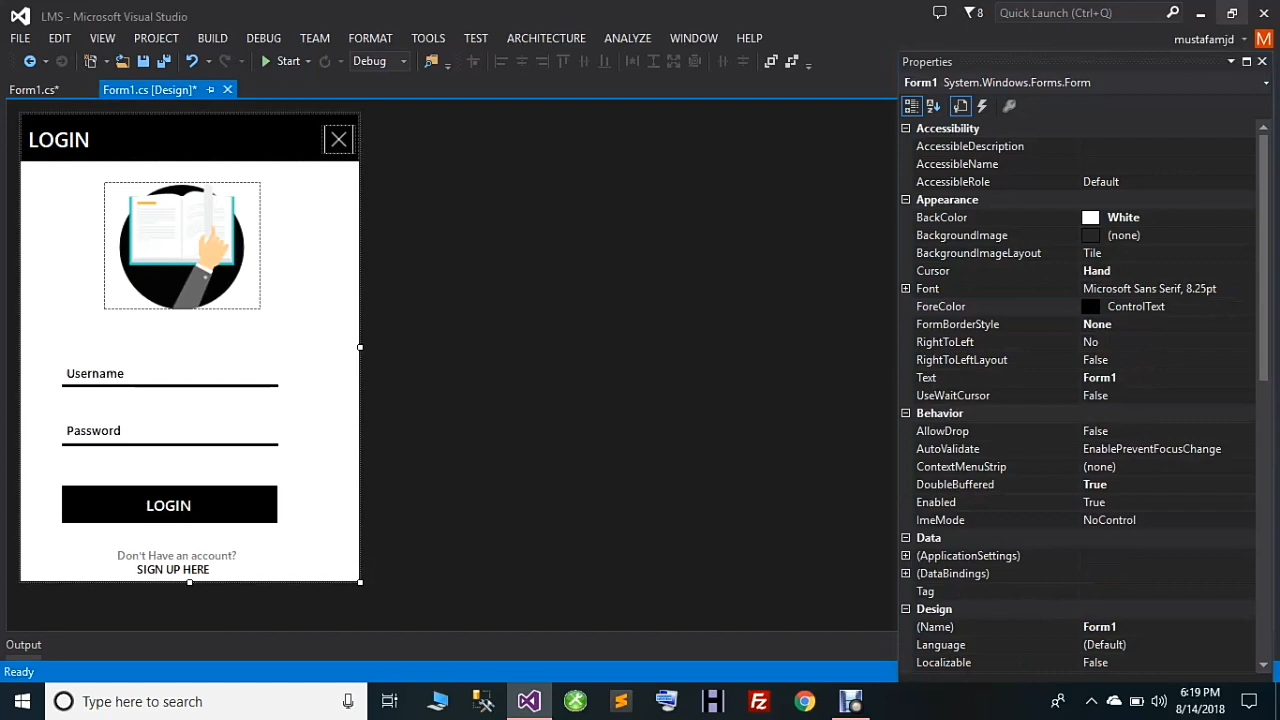 LMS - Microsoft Visual Studio
8
Quick Launch (Ctrl+Q)
FILE EDIT VIEW PROJECT BUILD DEBUG TEAM FORMAT TOOLS TEST ARCHITECTURE ANALYZE WINDOW HELP
mustafamjd M
Start Debug
Properties
Form1.cs* Form1.cs [Design]*
Form1 System.Windows.Forms.Form
LOGIN
Username
Password
LOGIN
Don't Have an account?
SIGN UP HERE
Accessibility
AccessibleDescription
AccessibleName
AccessibleRole Default
Appearance
BackColor White
BackgroundImage (none)
BackgroundImageLayout Tile
Cursor Hand
Font Microsoft Sans Serif, 8.25pt
ForeColor ControlText
FormBorderStyle None
RightToLeft No
RightToLeftLayout False
Text Form1
UseWaitCursor False
Behavior
AllowDrop False
AutoValidate EnablePreventFocusChange
ContextMenuStrip (none)
DoubleBuffered True
Enabled True
ImeMode NoControl
Data
(ApplicationSettings)
(DataBindings)
Tag
Design
(Name) Form1
Language (Default)
Localizable False
Output
Ready
Type here to search
6:19 PM
8/14/2018